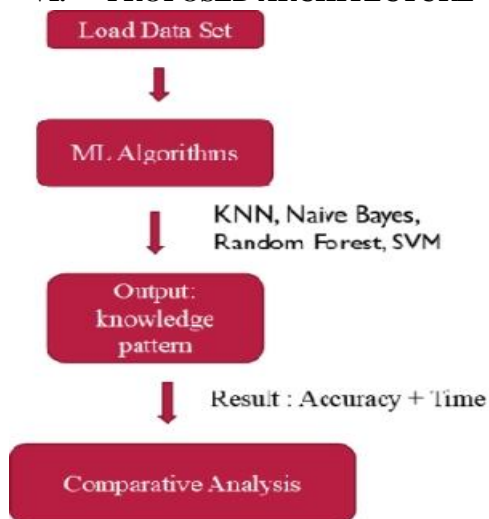 Load Data Set
ML Algorithms
KNN, Naive Bayes,
Random Forest, SVM
Output:
knowledge
pattern
Result : Accuracy + Time
Comparative Analysis